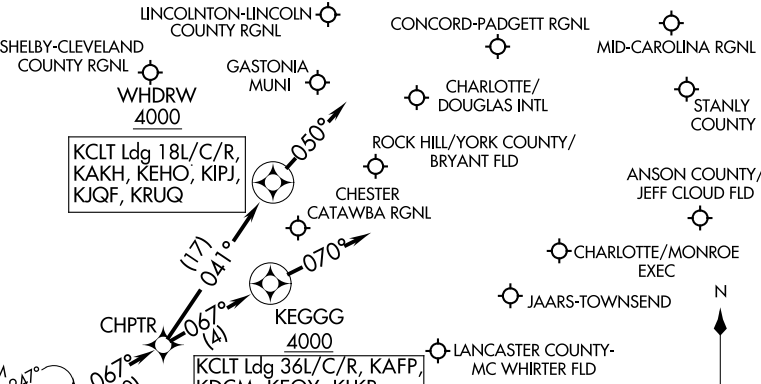 LINCOLNTON-LINCOLN
COUNTY RGNL
CONCORD-PADGETT RGNL
MID-CAROLINA RGNL
SHELBY-CLEVELAND
COUNTY RGNL
GASTONIA
MUNI
WHDRW
4000
CHARLOTTE/
DOUGLAS INTL
STANLY
COUNTY
KCLT Ldg 18L/C/R,
KAKH, KEHO, KIPJ,
KJQF, KRUQ
050°
ROCK HILL/YORK COUNTY/
BRYANT FLD
ANSON COUNTY/
JEFF CLOUD FLD
CHESTER
CATAWBA RGNL
(17)
041°
070°
CHARLOTTE/MONROE
EXEC
JAARS-TOWNSEND
N
CHPTR
067°
(4)
KEGGG
4000
LANCASTER COUNTY-
MC WHIRTER FLD
KCLT Ldg 36L/C/R, KAFP,
047°
067°